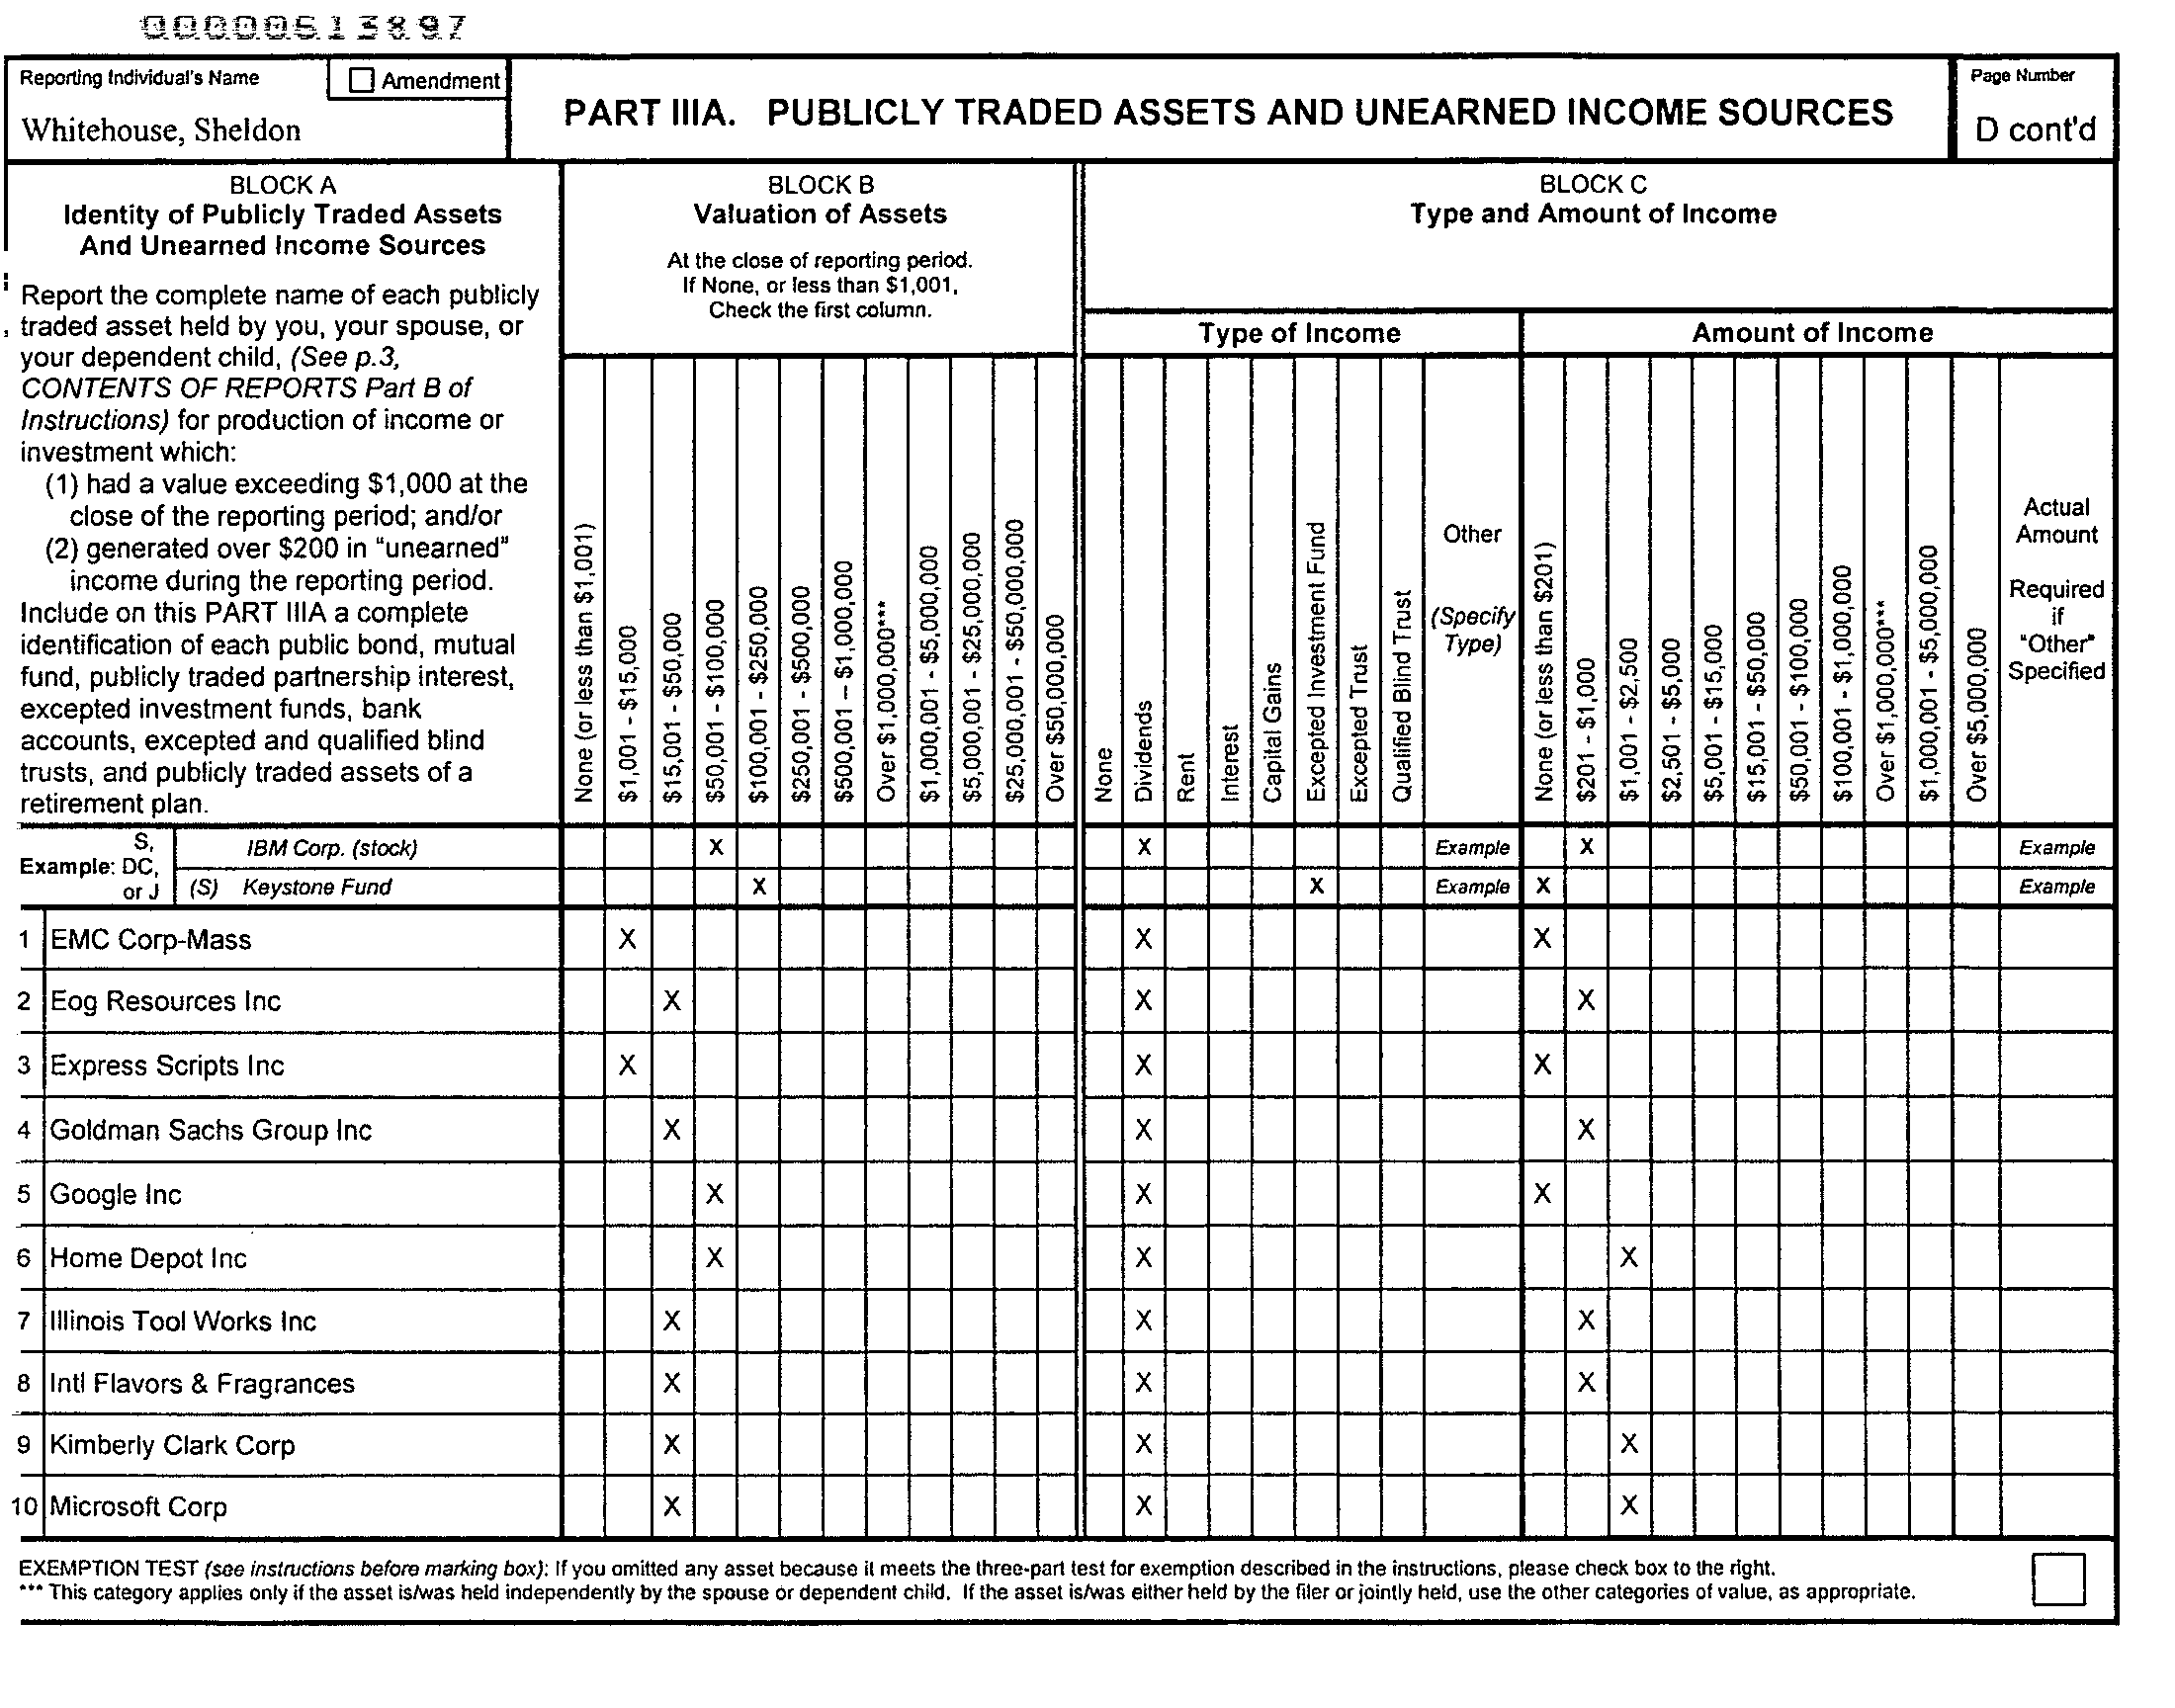 00000513897
Reporting Individual's Name
Amendment
Whitehouse, Sheldon
PART IIIA. PUBLICLY TRADED ASSETS AND UNEARNED INCOME SOURCES
Page Number
D cont'd
BLOCK A
Identity of Publicly Traded Assets
And Unearned Income Sources
Report the complete name of each publicly
traded asset held by you, your spouse, or
your dependent child, (See p.3,
CONTENTS OF REPORTS Part B of
Instructions) for production of income or
investment which:
(1) had a value exceeding $1,000 at the
close of the reporting period; and/or
(2) generated over $200 in "unearned"
income during the reporting period.
Include on this PART IIIA a complete
identification of each public bond, mutual
fund, publicly traded partnership interest,
excepted investment funds, bank
accounts, excepted and qualified blind
trusts, and publicly traded assets of a
retirement plan.
BLOCK B
Valuation of Assets
At the close of reporting period.
If None, or less than $1,001,
Check the first column.
None (or less than $1,001)
$1,001 - $15,000
$15,001 - $50,000
$50,001 - $100,000
$100,001 - $250,000
$250,001 - $500,000
$500,001 – $1,000,000
Over $1,000,000***
$1,000,001 - $5,000,000
$5,000,001 - $25,000,000
$25,000,001 - $50,000,000
Over $50,000,000
BLOCK C
Type and Amount of Income
Type of Income
None
Dividends
Rent
Interest
Capital Gains
Excepted Investment Fund
Excepted Trust
Qualified Blind Trust
Other
(Specify
Type)
Amount of Income
None (or less than $201)
$201 - $1,000
$1,001 - $2,500
$2,501 - $5,000
$5,001 - $15,000
$15,001 - $50,000
$50,001 - $100,000
$100,001 - $1,000,000
Over $1,000,000***
$1,000,001 - $5,000,000
Over $5,000,000
Actual
Amount
Required
if
"Other"
Specified
Example: S, DC, or J
IBM Corp. (stock) X X Example X Example
(S) Keystone Fund X X Example X Example
1 EMC Corp-Mass X X X
2 Eog Resources Inc X X X
3 Express Scripts Inc X X X
4 Goldman Sachs Group Inc X X X
5 Google Inc X X X
6 Home Depot Inc X X X
7 Illinois Tool Works Inc X X X
8 Intl Flavors & Fragrances X X X
9 Kimberly Clark Corp X X X
10 Microsoft Corp X X X
EXEMPTION TEST (see instructions before marking box): If you omitted any asset because it meets the three-part test for exemption described in the instructions, please check box to the right.
*** This category applies only if the asset is/was held independently by the spouse or dependent child. If the asset is/was either held by the filer or jointly held, use the other categories of value, as appropriate.